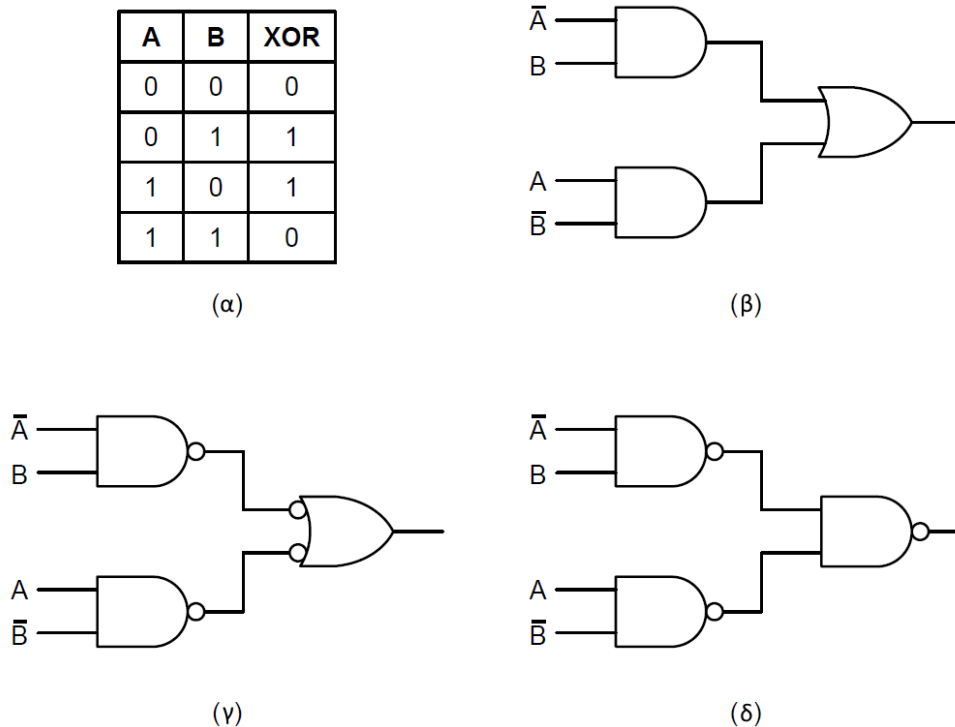 A B XOR
0 0 0
0 1 1
1 0 1
1 1 0
(α)
A̅
B
A
B̅
(β)
A̅
B
A
B̅
(γ)
A̅
B
A
B̅
(δ)